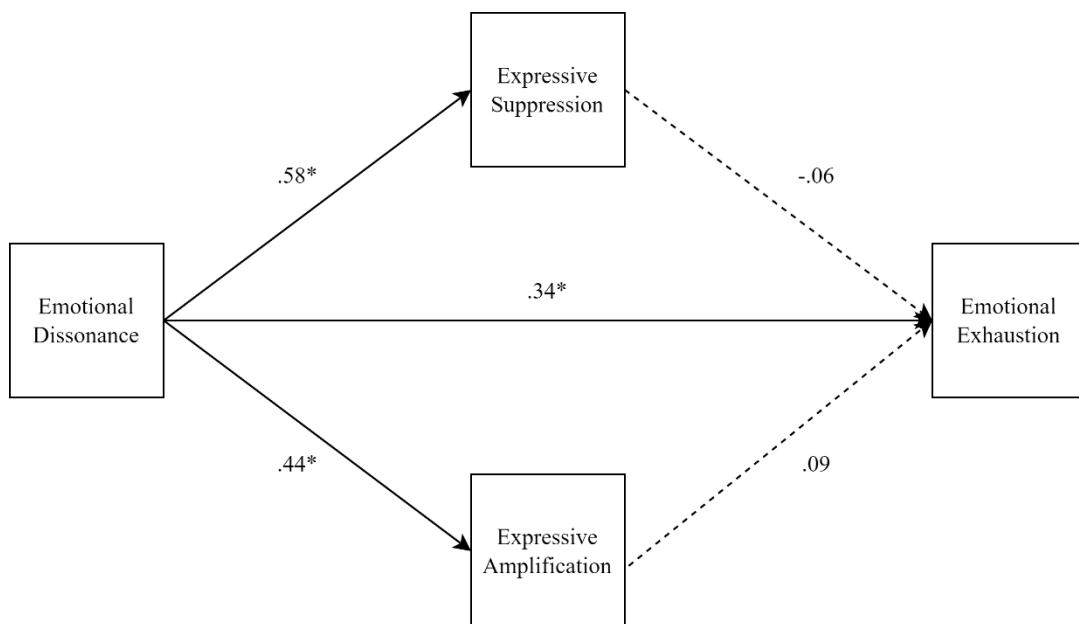 Expressive
Suppression
.58*
-.06
Emotional
Dissonance
.34*
Emotional
Exhaustion
.44*
.09
Expressive
Amplification